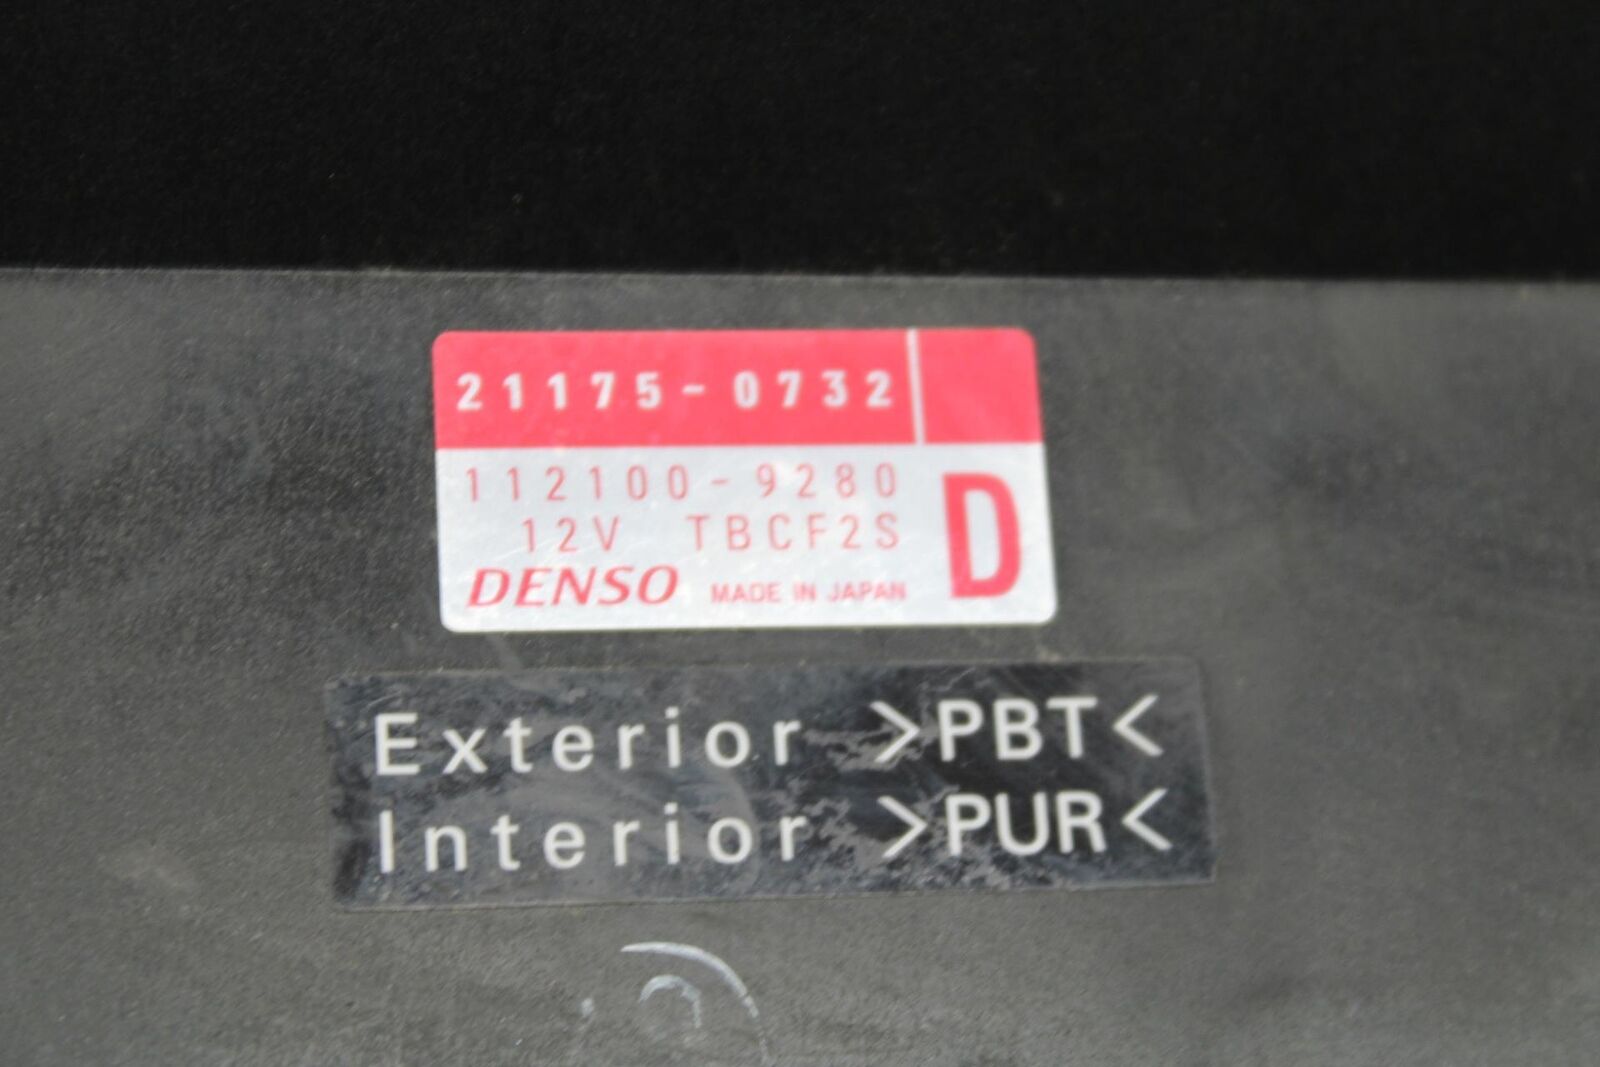 21175-0732
112100-9280
12V TBCF2S
D
DENSO MADE IN JAPAN
Exterior >PBT<
Interior >PUR<